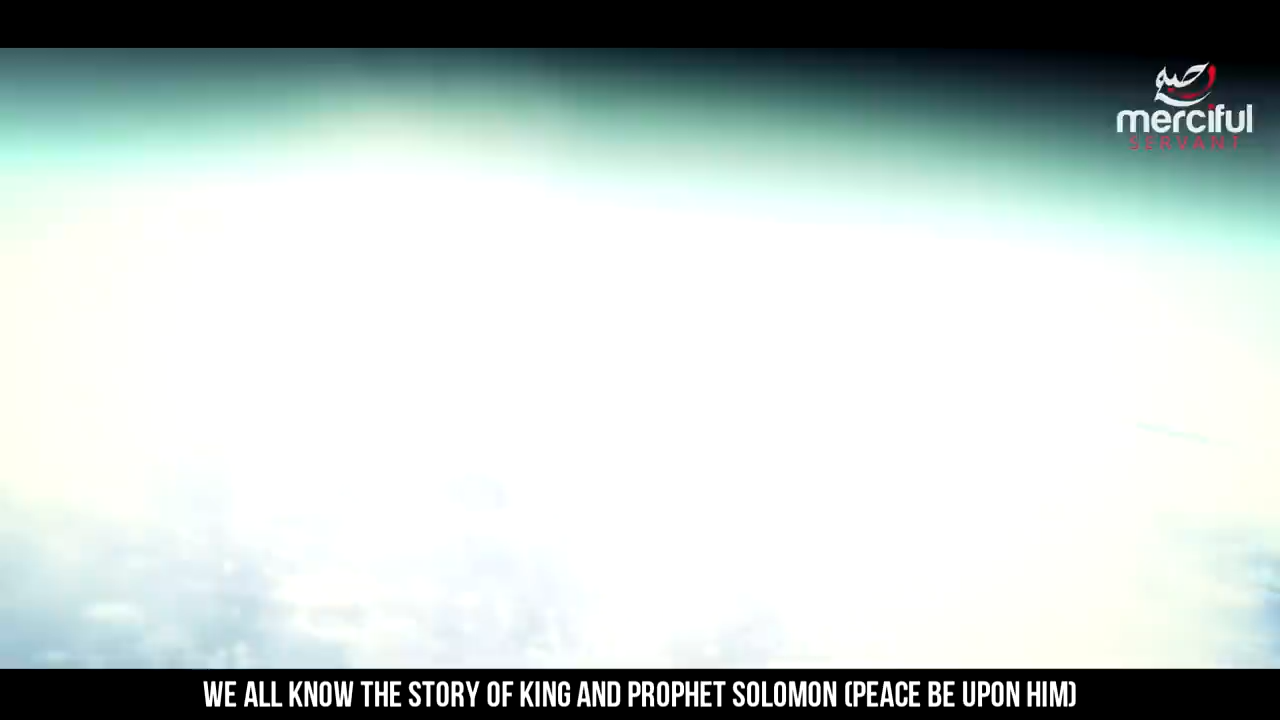 merciful
SERVANT
WE ALL KNOW THE STORY OF KING AND PROPHET SOLOMON (PEACE BE UPON HIM)